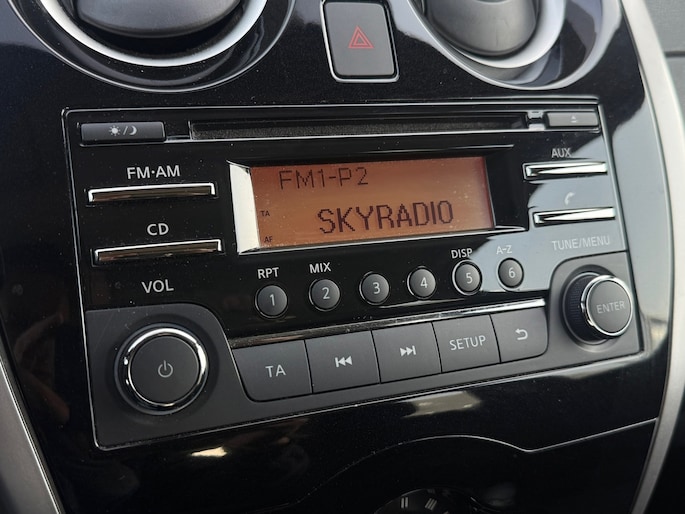 FM·AM
AUX
FM1-P2
TA
SKYRADIO
AF
CD
TUNE/MENU
VOL
RPT
MIX
DISP
A-Z
1
2
3
4
5
6
ENTER
TA
SETUP